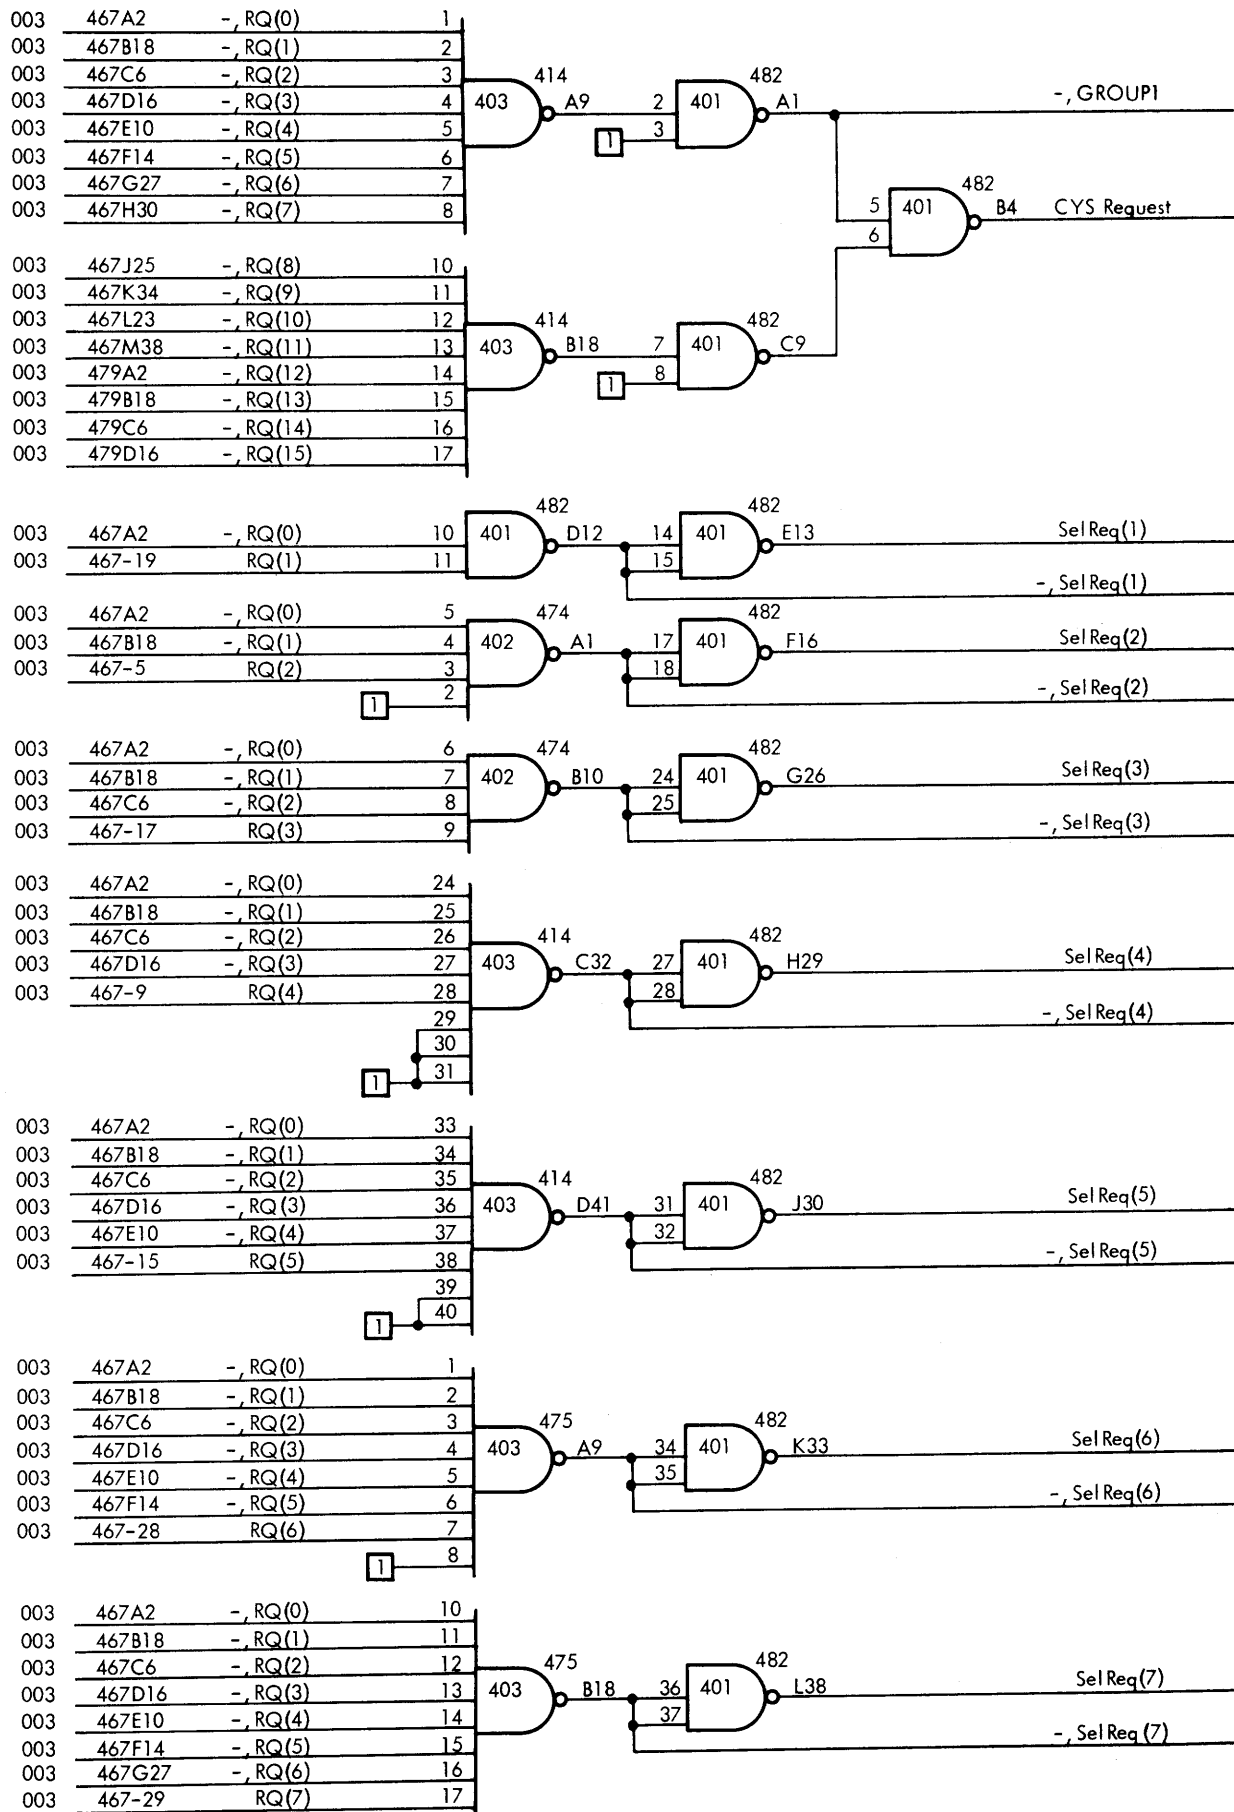 003 467A2 -, RQ(0) 1
003 467B18 -, RQ(1) 2
003 467C6 -, RQ(2) 3 414 482
003 467D16 -, RQ(3) 4 403 A9 2 401 A1 -, GROUP1
003 467E10 -, RQ(4) 5 1 3
003 467F14 -, RQ(5) 6
003 467G27 -, RQ(6) 7 482
003 467H30 -, RQ(7) 8 5 401 B4 CYS Request
6
003 467J25 -, RQ(8) 10
003 467K34 -, RQ(9) 11
003 467L23 -, RQ(10) 12 414 482
003 467M38 -, RQ(11) 13 403 B18 7 401 C9
003 479A2 -, RQ(12) 14 1 8
003 479B18 -, RQ(13) 15
003 479C6 -, RQ(14) 16
003 479D16 -, RQ(15) 17
482 482
003 467A2 -, RQ(0) 10 401 D12 14 401 E13 SelReq(1)
003 467-19 RQ(1) 11 15
-, SelReq(1)
003 467A2 -, RQ(0) 5 474 482
003 467B18 -, RQ(1) 4 402 A1 17 401 F16 SelReq(2)
003 467-5 RQ(2) 3 18
1 2 -, SelReq(2)
003 467A2 -, RQ(0) 6 474 482
003 467B18 -, RQ(1) 7 402 B10 24 401 G26 SelReq(3)
003 467C6 -, RQ(2) 8 25
003 467-17 RQ(3) 9 -, SelReq(3)
003 467A2 -, RQ(0) 24
003 467B18 -, RQ(1) 25
003 467C6 -, RQ(2) 26 414 482
003 467D16 -, RQ(3) 27 403 C32 27 401 H29 SelReq(4)
003 467-9 RQ(4) 28 28
29 -, SelReq(4)
30
1 31
003 467A2 -, RQ(0) 33
003 467B18 -, RQ(1) 34
003 467C6 -, RQ(2) 35 414 482
003 467D16 -, RQ(3) 36 403 D41 31 401 J30 SelReq(5)
003 467E10 -, RQ(4) 37 32
003 467-15 RQ(5) 38 -, SelReq(5)
39
1 40
003 467A2 -, RQ(0) 1
003 467B18 -, RQ(1) 2
003 467C6 -, RQ(2) 3 475 482
003 467D16 -, RQ(3) 4 403 A9 34 401 K33 SelReq(6)
003 467E10 -, RQ(4) 5 35
003 467F14 -, RQ(5) 6 -, SelReq(6)
003 467-28 RQ(6) 7
1 8
003 467A2 -, RQ(0) 10
003 467B18 -, RQ(1) 11
003 467C6 -, RQ(2) 12 475 482
003 467D16 -, RQ(3) 13 403 B18 36 401 L38 SelReq(7)
003 467E10 -, RQ(4) 14 37
003 467F14 -, RQ(5) 15 -, SelReq(7)
003 467G27 -, RQ(6) 16
003 467-29 RQ(7) 17